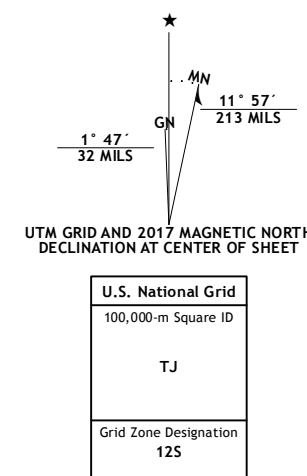 ★
MN
GN
11° 57´
213 MILS
1° 47´
32 MILS
UTM GRID AND 2017 MAGNETIC NORTH
DECLINATION AT CENTER OF SHEET
U.S. National Grid
100,000-m Square ID
TJ
Grid Zone Designation
12S